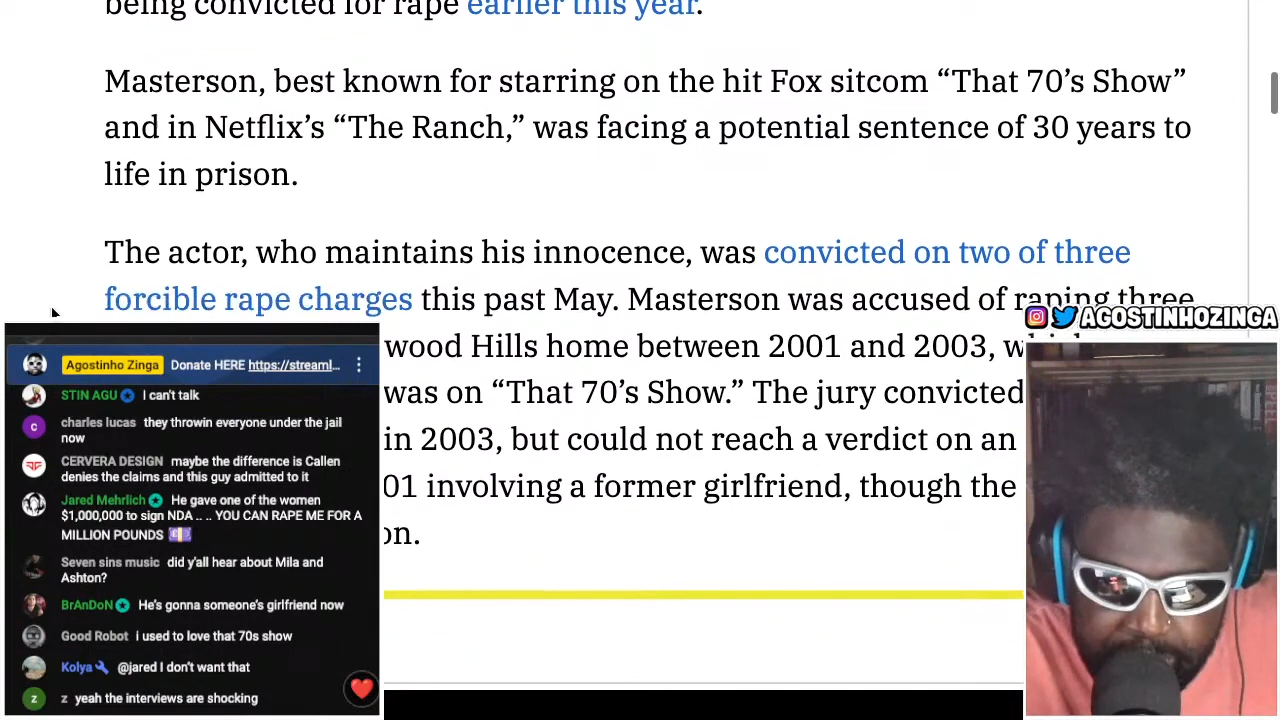 being convicted for rape earlier this year.
Masterson, best known for starring on the hit Fox sitcom “That 70’s Show”
and in Netflix’s “The Ranch,” was facing a potential sentence of 30 years to
life in prison.
The actor, who maintains his innocence, was convicted on two of three
forcible rape charges this past May. Masterson was accused of raping three
wood Hills home between 2001 and 2003,
was on “That 70’s Show.” The jury convicted
in 2003, but could not reach a verdict on an
01 involving a former girlfriend, though the
on.
AGOSTINHOZINGA
Agostinho Zinga Donate HERE https://streaml...
STIN AGU I can't talk
charles lucas they throwin everyone under the jail
now
CERVERA DESIGN maybe the difference is Callen
denies the claims and this guy admitted to it
Jared Mehrlich He gave one of the women
$1,000,000 to sign NDA .. .. YOU CAN RAPE ME FOR A
MILLION POUNDS
Seven sins music did y'all hear about Mila and
Ashton?
BrAnDoN He's gonna someone's girlfriend now
Good Robot i used to love that 70s show
Kolya @jared I don't want that
z z yeah the interviews are shocking